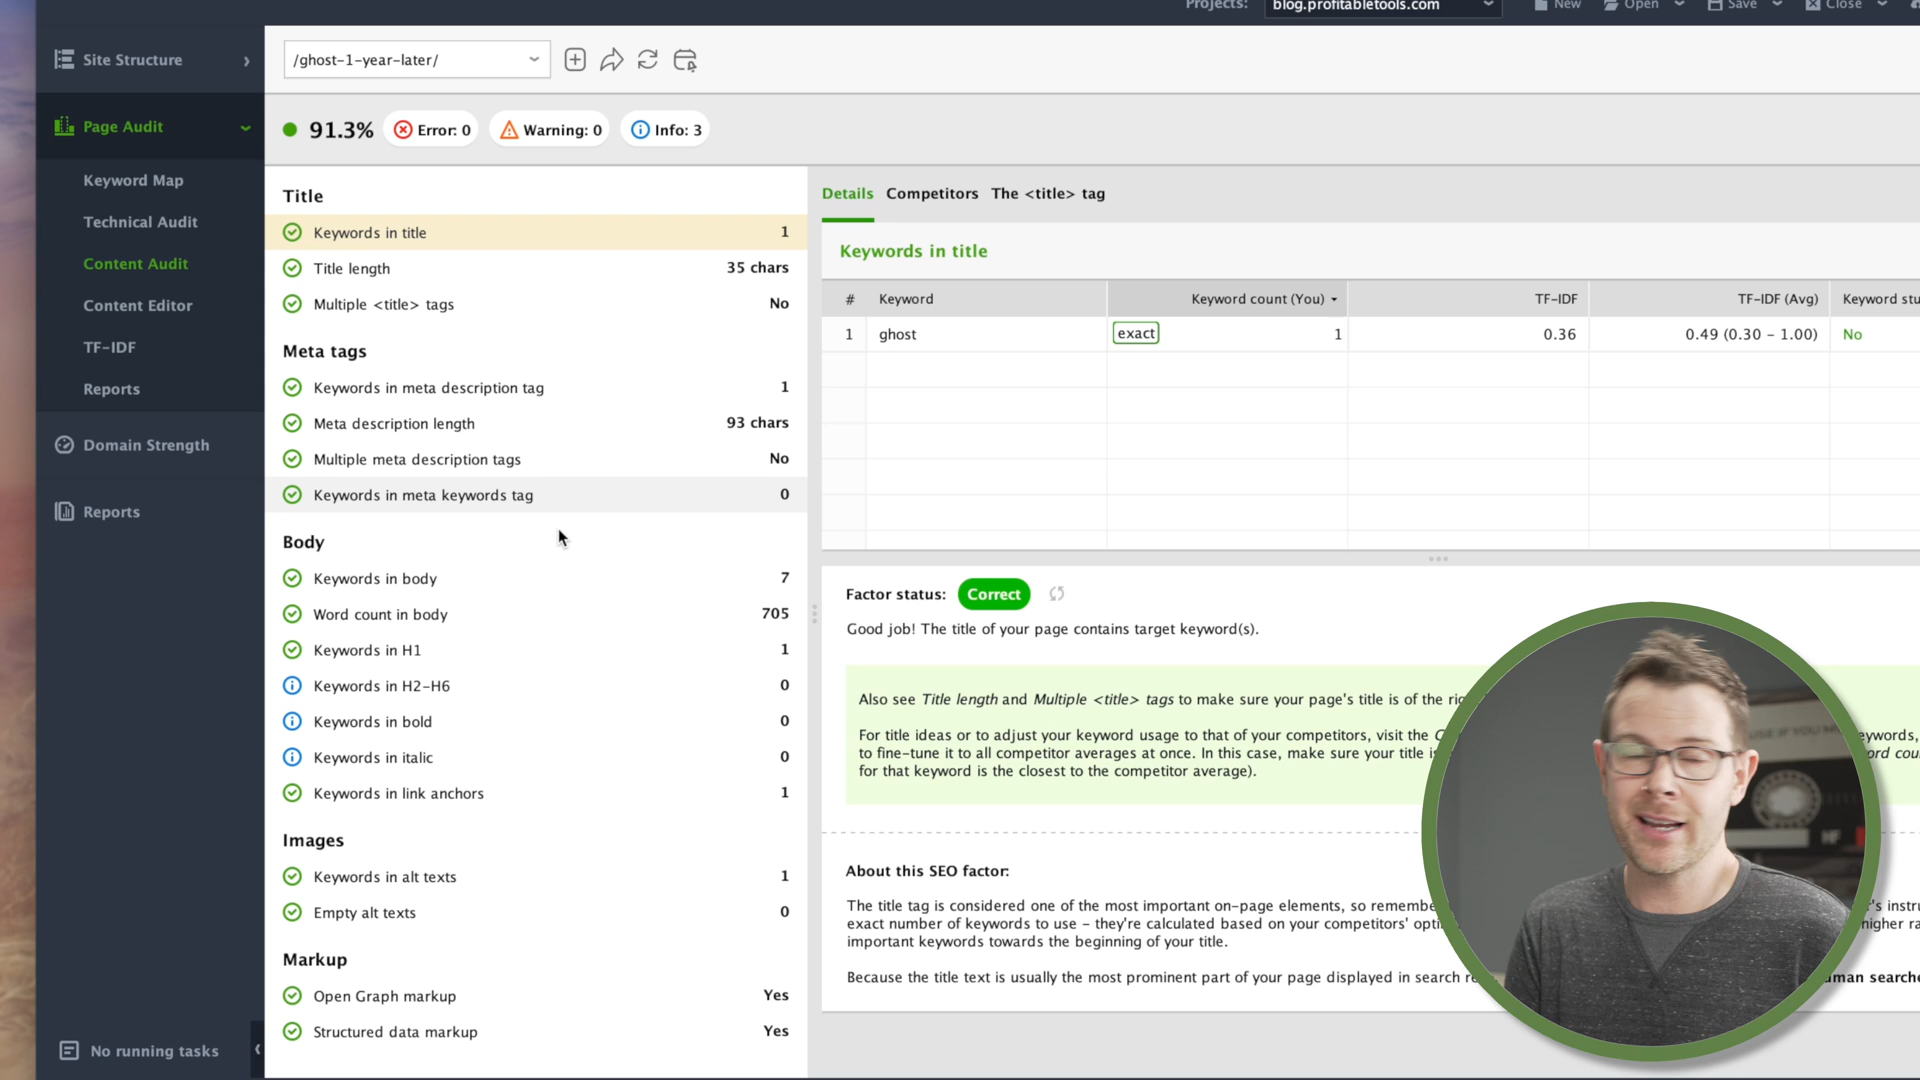 Projects:
blog.profitabletools.com
New
Open
Save
Close
Site Structure
/ghost-1-year-later/
Page Audit
91.3%
Error: 0
Warning: 0
Info: 3
Keyword Map
Technical Audit
Content Audit
Content Editor
TF-IDF
Reports
Domain Strength
Reports
No running tasks
Title
Keywords in title 1
Title length 35 chars
Multiple <title> tags No
Meta tags
Keywords in meta description tag 1
Meta description length 93 chars
Multiple meta description tags No
Keywords in meta keywords tag 0
Body
Keywords in body 7
Word count in body 705
Keywords in H1 1
Keywords in H2-H6 0
Keywords in bold 0
Keywords in italic 0
Keywords in link anchors 1
Images
Keywords in alt texts 1
Empty alt texts 0
Markup
Open Graph markup Yes
Structured data markup Yes
Details Competitors The <title> tag
Keywords in title
# Keyword Keyword count (You) TF-IDF TF-IDF (Avg) Keyword stu
1 ghost exact 1 0.36 0.49 (0.30 - 1.00) No
Factor status: Correct
Good job! The title of your page contains target keyword(s).
Also see Title length and Multiple <title> tags to make sure your page's title is of the
For title ideas or to adjust your keyword usage to that of your competitors, visit the eywords,
to fine-tune it to all competitor averages at once. In this case, make sure your title is ord cou
for that keyword is the closest to the competitor average).
About this SEO factor:
The title tag is considered one of the most important on-page elements, so remembe 's instru
exact number of keywords to use - they're calculated based on your competitors' opti higher ra
important keywords towards the beginning of your title.
Because the title text is usually the most prominent part of your page displayed in search uman searche